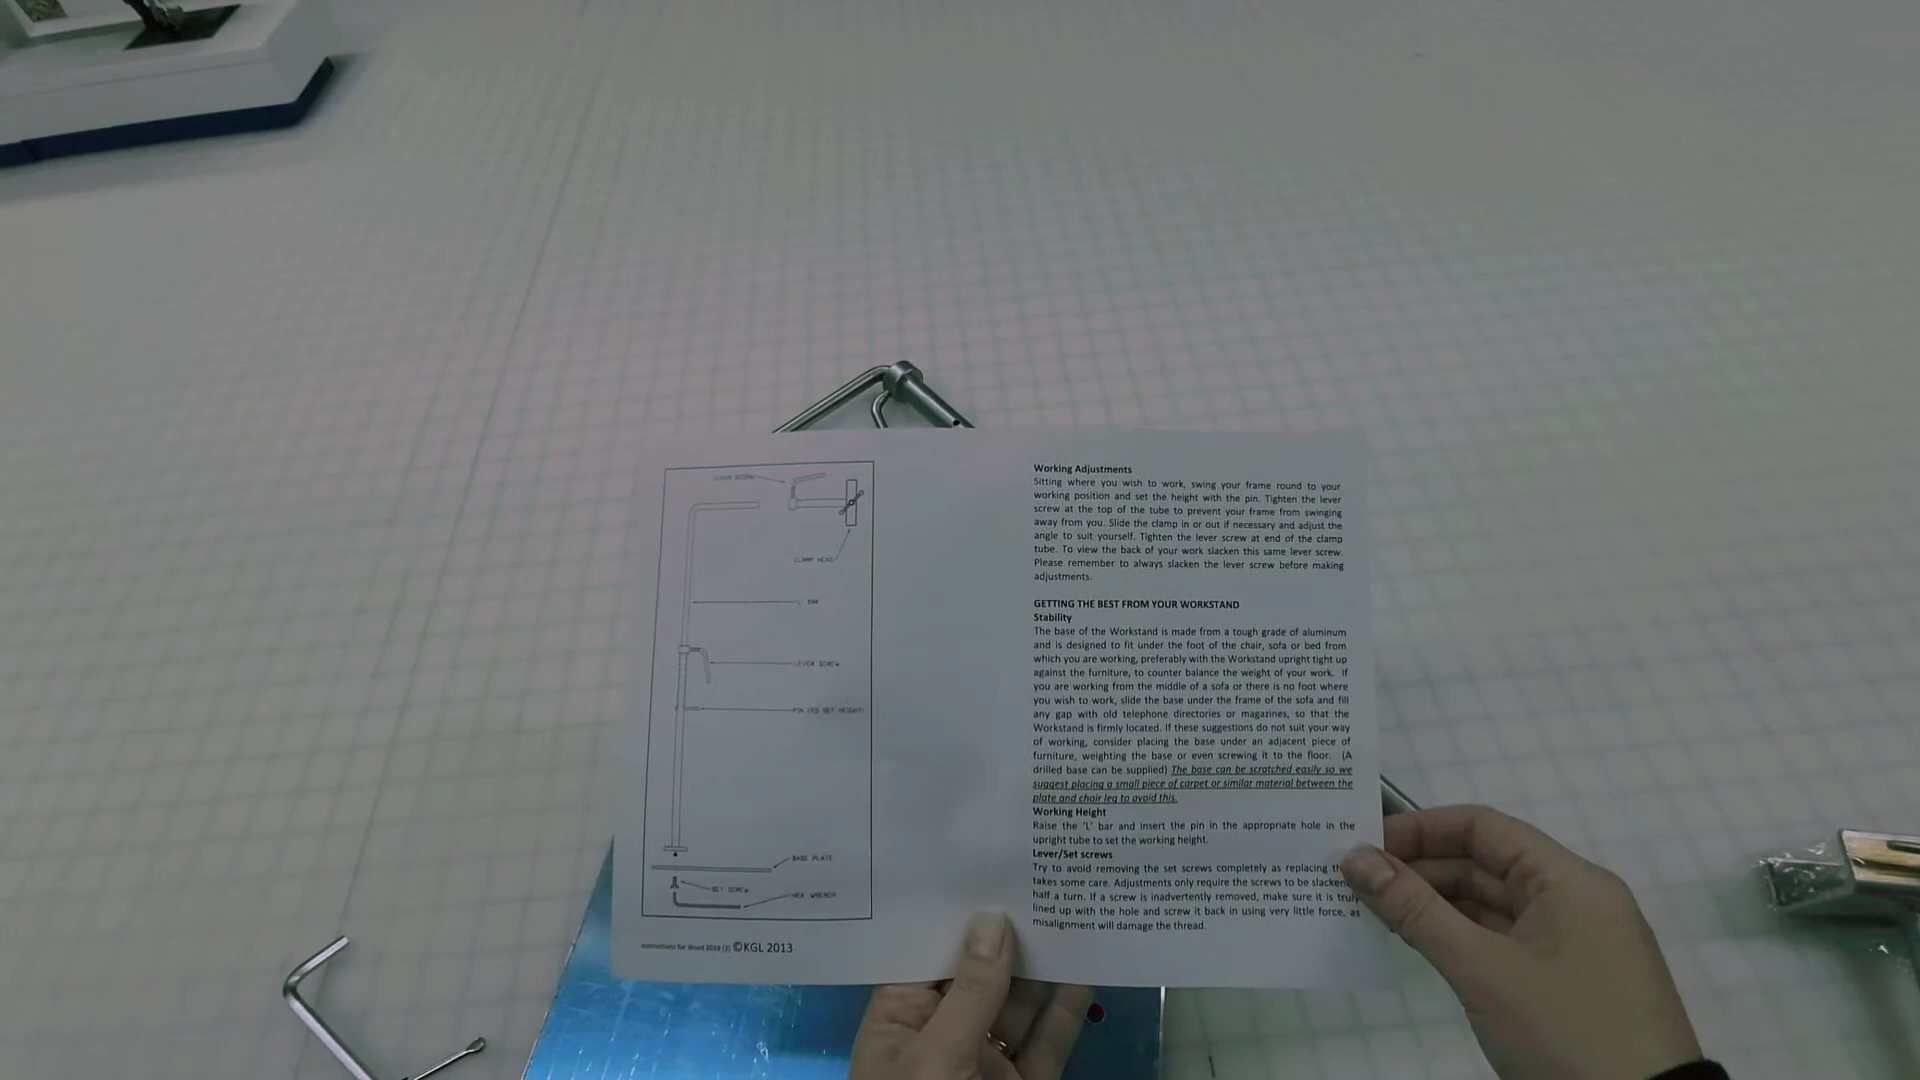 LEVER SCREW
CLAMP HEAD
L BAR
LEVER SCREW
PIN (TO SET HEIGHT)
BASE PLATE
SET SCREW
HEX WRENCH
Instructions for Word 2018 (2) ©KGL 2013
Working Adjustments
Sitting where you wish to work, swing your frame round to your
working position and set the height with the pin. Tighten the lever
screw at the top of the tube to prevent your frame from swinging
away from you. Slide the clamp in or out if necessary and adjust the
angle to suit yourself. Tighten the lever screw at end of the clamp
tube. To view the back of your work slacken this same lever screw.
Please remember to always slacken the lever screw before making
adjustments.
GETTING THE BEST FROM YOUR WORKSTAND
Stability
The base of the Workstand is made from a tough grade of aluminum
and is designed to fit under the foot of the chair, sofa or bed from
which you are working, preferably with the Workstand upright tight up
against the furniture, to counter balance the weight of your work. If
you are working from the middle of a sofa or there is no foot where
you wish to work, slide the base under the frame of the sofa and fill
any gap with old telephone directories or magazines, so that the
Workstand is firmly located. If these suggestions do not suit your way
of working, consider placing the base under an adjacent piece of
furniture, weighting the base or even screwing it to the floor. (A
drilled base can be supplied) The base can be scratched easily so we
suggest placing a small piece of carpet or similar material between the
plate and chair leg to avoid this.
Working Height
Raise the 'L' bar and insert the pin in the appropriate hole in the
upright tube to set the working height.
Lever/Set screws
Try to avoid removing the set screws completely as replacing th
takes some care. Adjustments only require the screws to be slacken
half a turn. If a screw is inadvertently removed, make sure it is truly
lined up with the hole and screw it back in using very little force, as
misalignment will damage the thread.